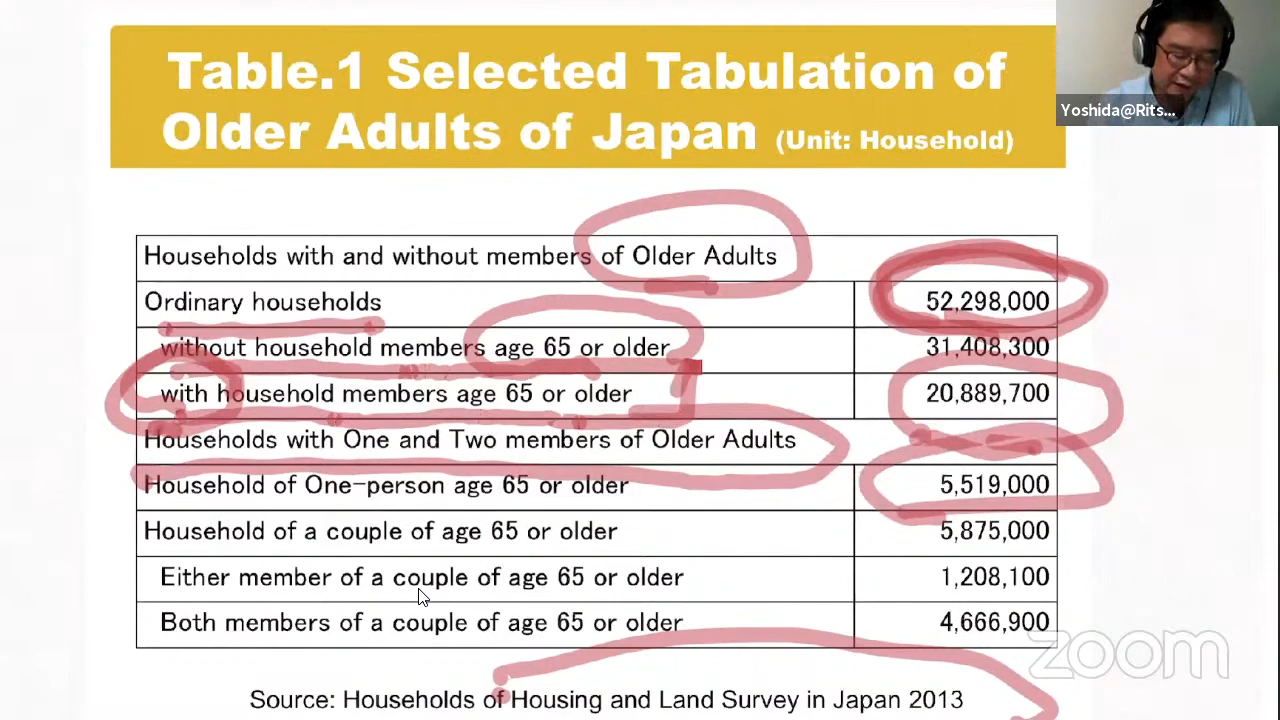 Table.1 Selected Tabulation of
Older Adults of Japan (Unit: Household)
Yoshida@Rits...
Households with and without members of Older Adults
Ordinary households 52,298,000
without household members age 65 or older 31,408,300
with household members age 65 or older 20,889,700
Households with One and Two members of Older Adults
Household of One-person age 65 or older 5,519,000
Household of a couple of age 65 or older 5,875,000
Either member of a couple of age 65 or older 1,208,100
Both members of a couple of age 65 or older 4,666,900
zoom
Source: Households of Housing and Land Survey in Japan 2013